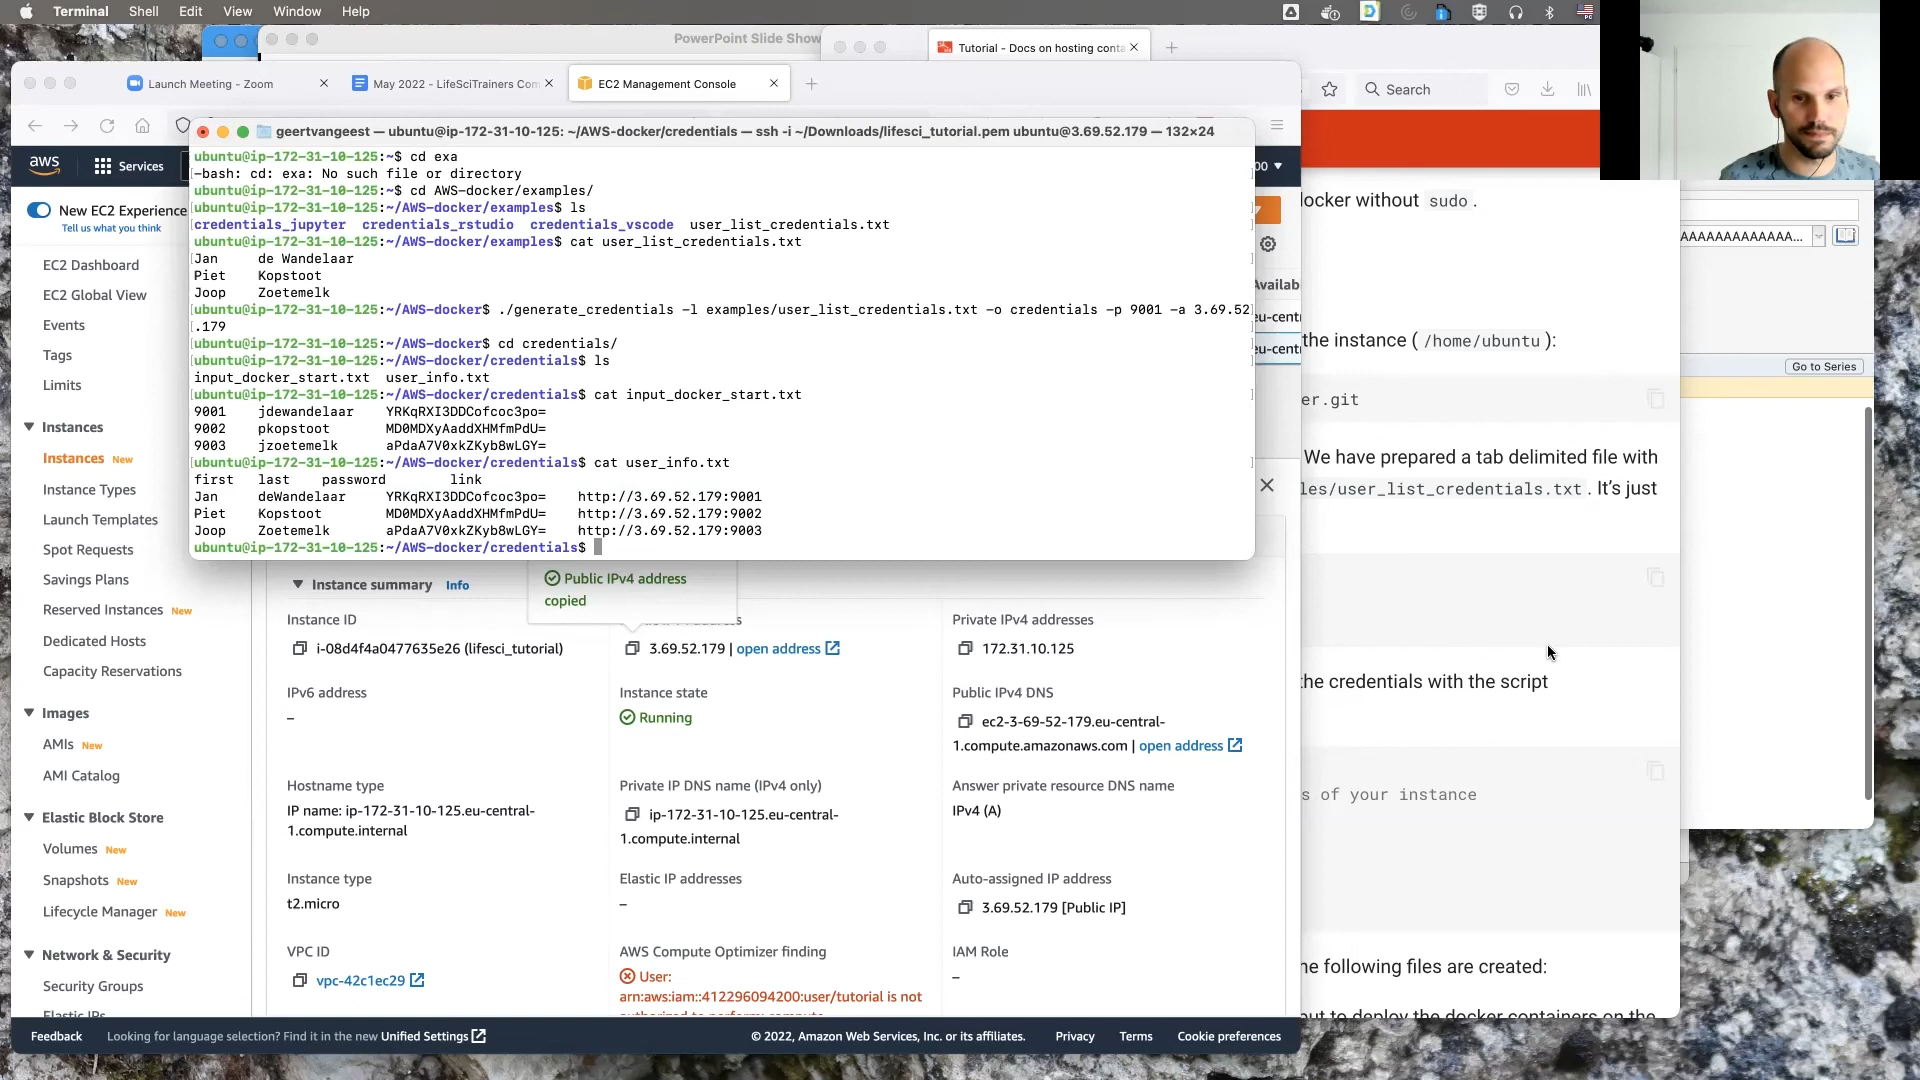 Terminal Shell Edit View Window Help
PowerPoint Slide Show
Tutorial - Docs on hosting conta
Launch Meeting - Zoom
May 2022 - LifeSciTrainers Com
EC2 Management Console
Search
geertvangeest — ubuntu@ip-172-31-10-125: ~/AWS-docker/credentials — ssh -i ~/Downloads/lifesci_tutorial.pem ubuntu@3.69.52.179 — 132×24
ubuntu@ip-172-31-10-125:~$ cd exa
-bash: cd: exa: No such file or directory
ubuntu@ip-172-31-10-125:~$ cd AWS-docker/examples/
ubuntu@ip-172-31-10-125:~/AWS-docker/examples$ ls
credentials_jupyter credentials_rstudio credentials_vscode user_list_credentials.txt
ubuntu@ip-172-31-10-125:~/AWS-docker/examples$ cat user_list_credentials.txt
Jan de Wandelaar
Piet Kopstoot
Joop Zoetemelk
ubuntu@ip-172-31-10-125:~/AWS-docker$ ./generate_credentials -l examples/user_list_credentials.txt -o credentials -p 9001 -a 3.69.52
.179
ubuntu@ip-172-31-10-125:~/AWS-docker$ cd credentials/
ubuntu@ip-172-31-10-125:~/AWS-docker/credentials$ ls
input_docker_start.txt user_info.txt
ubuntu@ip-172-31-10-125:~/AWS-docker/credentials$ cat input_docker_start.txt
9001 jdewandelaar YRKqRXI3DDCofcoc3po=
9002 pkopstoot MD0MDXyAaddXHMfmPdU=
9003 jzoetemelk aPdaA7V0xkZKyb8wLGY=
ubuntu@ip-172-31-10-125:~/AWS-docker/credentials$ cat user_info.txt
first last password link
Jan deWandelaar YRKqRXI3DDCofcoc3po= http://3.69.52.179:9001
Piet Kopstoot MD0MDXyAaddXHMfmPdU= http://3.69.52.179:9002
Joop Zoetemelk aPdaA7V0xkZKyb8wLGY= http://3.69.52.179:9003
ubuntu@ip-172-31-10-125:~/AWS-docker/credentials$
aws Services
New EC2 Experience
Tell us what you think
EC2 Dashboard
EC2 Global View
Events
Tags
Limits
Instances
Instances New
Instance Types
Launch Templates
Spot Requests
Savings Plans
Reserved Instances New
Dedicated Hosts
Capacity Reservations
Images
AMIs New
AMI Catalog
Elastic Block Store
Volumes New
Snapshots New
Lifecycle Manager New
Network & Security
Security Groups
Elastic IPs
00
Availab
eu-centr
eu-centr
Instance summary Info
Public IPv4 address
copied
Instance ID
i-08d4f4a0477635e26 (lifesci_tutorial)
3.69.52.179 | open address
Private IPv4 addresses
172.31.10.125
IPv6 address
–
Instance state
Running
Public IPv4 DNS
ec2-3-69-52-179.eu-central-
1.compute.amazonaws.com | open address
Hostname type
IP name: ip-172-31-10-125.eu-central-
1.compute.internal
Private IP DNS name (IPv4 only)
ip-172-31-10-125.eu-central-
1.compute.internal
Answer private resource DNS name
IPv4 (A)
Instance type
t2.micro
Elastic IP addresses
–
Auto-assigned IP address
3.69.52.179 [Public IP]
VPC ID
vpc-42c1ec29
AWS Compute Optimizer finding
User:
arn:aws:iam::412296094200:user/tutorial is not
IAM Role
–
Feedback Looking for language selection? Find it in the new Unified Settings
© 2022, Amazon Web Services, Inc. or its affiliates. Privacy Terms Cookie preferences
locker without sudo .
the instance ( /home/ubuntu ):
er.git
We have prepared a tab delimited file with
les/user_list_credentials.txt . It's just
the credentials with the script
s of your instance
he following files are created:
ut to deploy the docker containers on the
AAAAAAAAAAAAA...
Go to Series